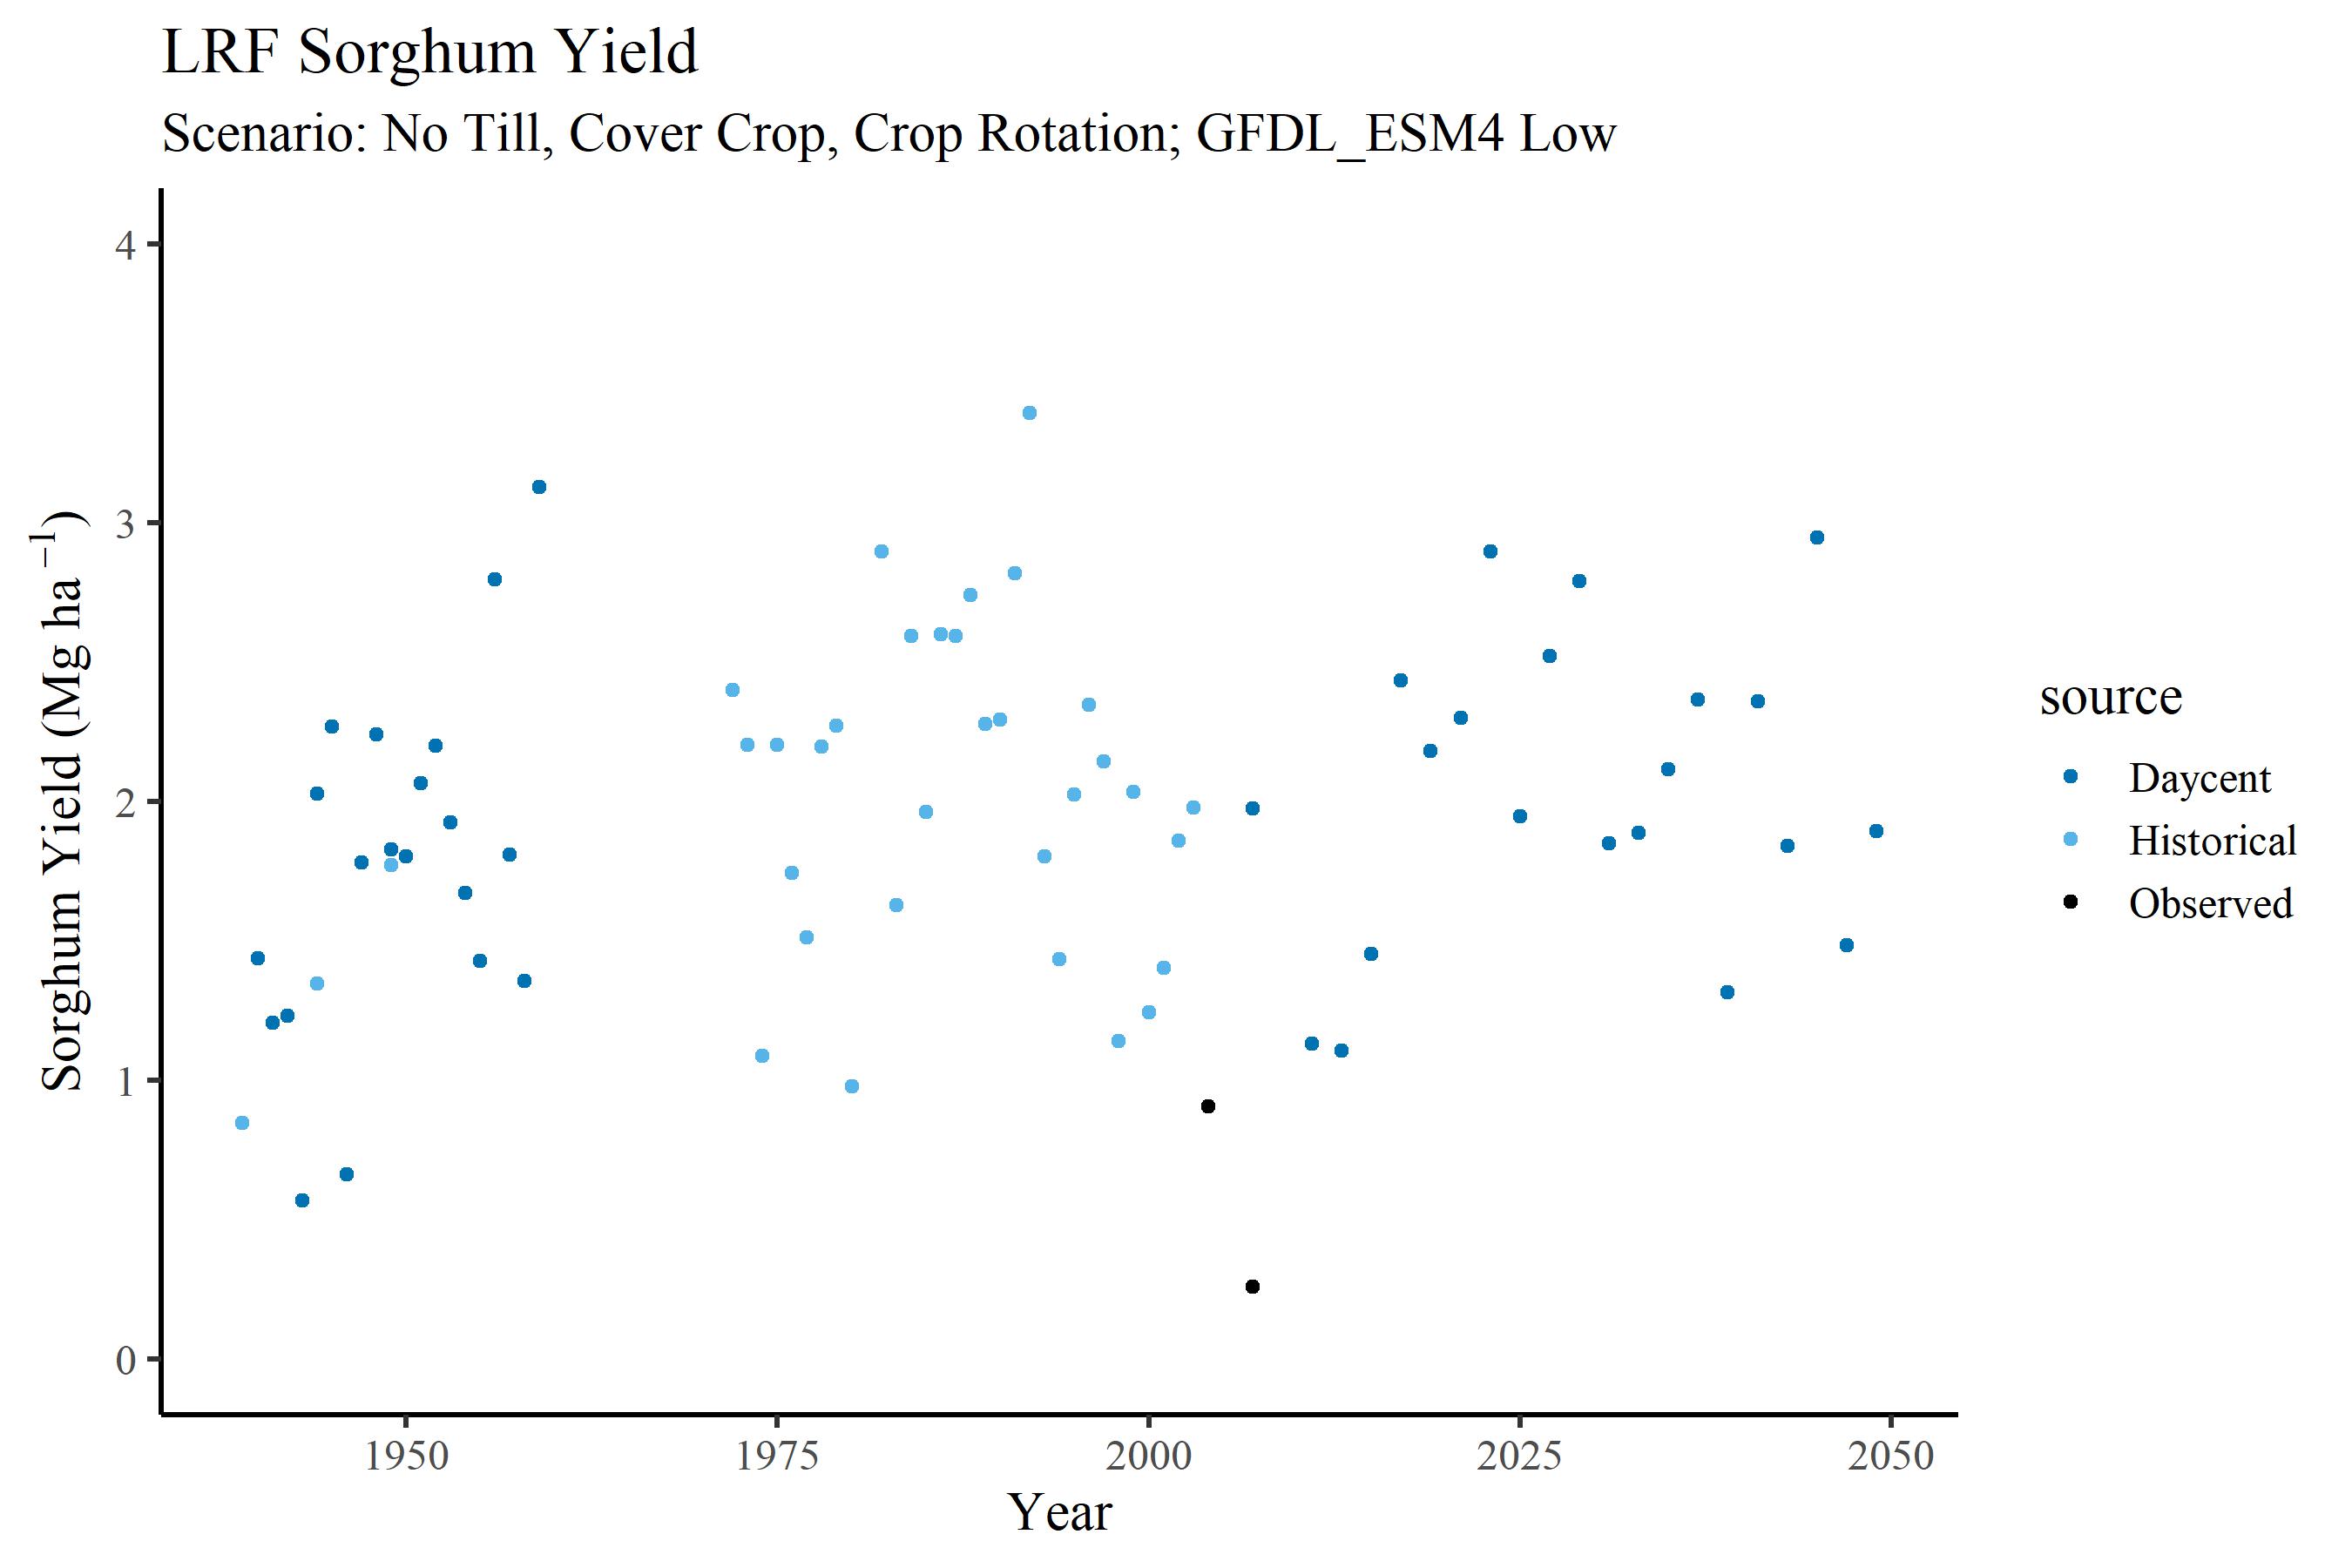 LRF Sorghum Yield
Scenario: No Till, Cover Crop, Crop Rotation; GFDL_ESM4 Low
Sorghum Yield (Mg ha⁻¹)
4
3
2
1
0
1950
1975
2000
2025
2050
Year
source
Daycent
Historical
Observed